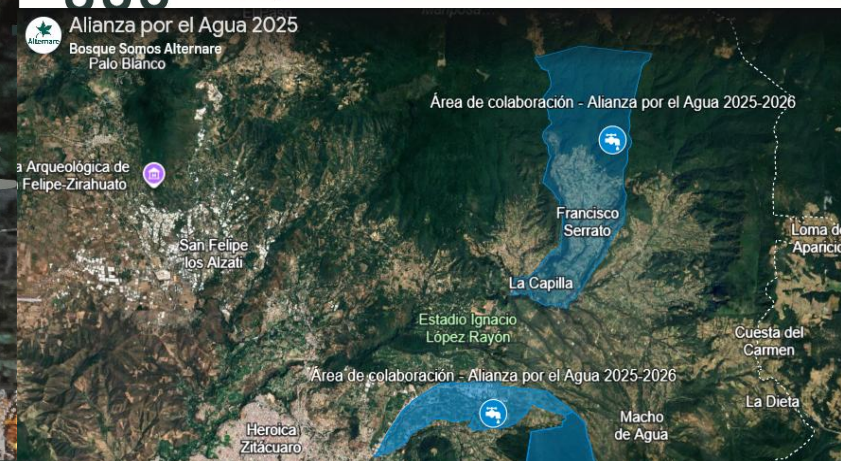 Alianza por el Agua 2025
Alternare
Bosque Somos Alternare
Palo Blanco
Área de colaboración - Alianza por el Agua 2025-2026
a Arqueológica de
Felipe-Zirahuato
Francisco
Serrato
San Felipe
los Alzati
Loma de
Aparicio
La Capilla
Estadio Ignacio
López Rayón
Cuesta del
Carmen
Área de colaboración - Alianza por el Agua 2025-2026
La Dieta
Macho
de Agua
Heroica
Zitácuaro